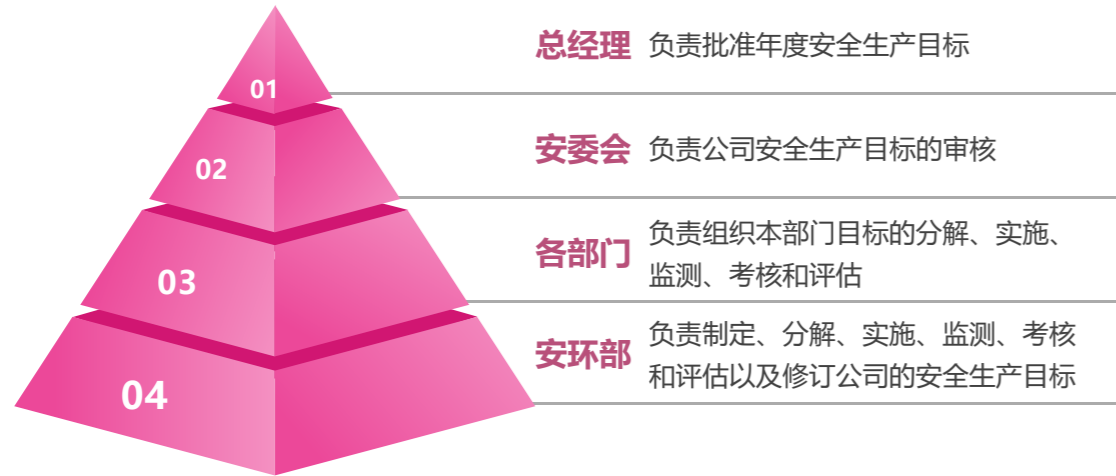 01
总经理 负责批准年度安全生产目标
02
安委会 负责公司安全生产目标的审核
03
各部门 负责组织本部门目标的分解、实施、
监测、考核和评估
04
安环部 负责制定、分解、实施、监测、考核
和评估以及修订公司的安全生产目标